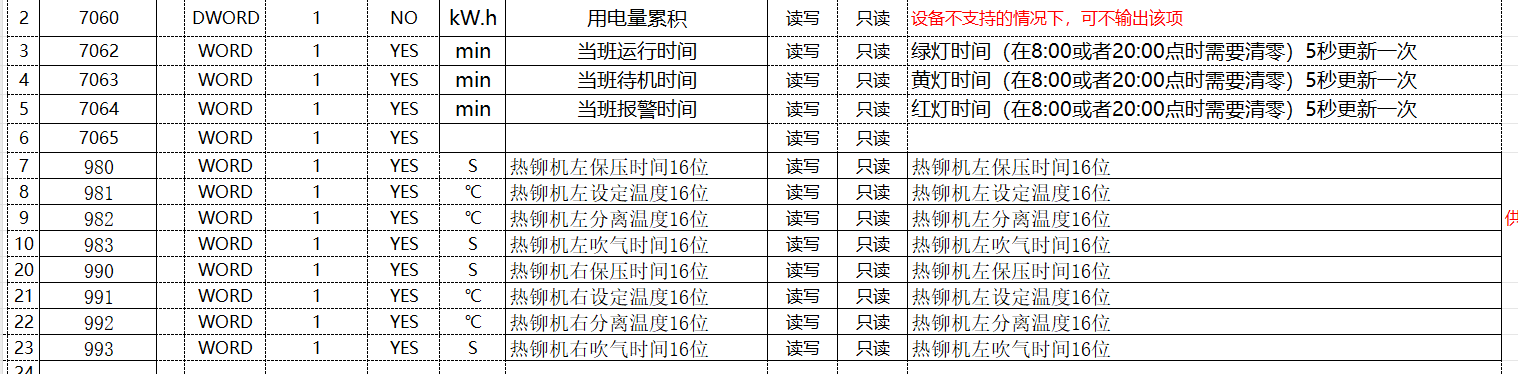 2 7060 DWORD 1 NO kW.h 用电量累积 读写 只读 设备不支持的情况下，可不输出该项
3 7062 WORD 1 YES min 当班运行时间 读写 只读 绿灯时间（在8:00或者20:00点时需要清零）5秒更新一次
4 7063 WORD 1 YES min 当班待机时间 读写 只读 黄灯时间（在8:00或者20:00点时需要清零）5秒更新一次
5 7064 WORD 1 YES min 当班报警时间 读写 只读 红灯时间（在8:00或者20:00点时需要清零）5秒更新一次
6 7065 WORD 1 YES 读写 只读
7 980 WORD 1 YES S 热铆机左保压时间16位 读写 只读 热铆机左保压时间16位
8 981 WORD 1 YES ℃ 热铆机左设定温度16位 读写 只读 热铆机左设定温度16位
9 982 WORD 1 YES ℃ 热铆机左分离温度16位 读写 只读 热铆机左分离温度16位
10 983 WORD 1 YES S 热铆机左吹气时间16位 读写 只读 热铆机左吹气时间16位
20 990 WORD 1 YES S 热铆机右保压时间16位 读写 只读 热铆机左保压时间16位
21 991 WORD 1 YES ℃ 热铆机右设定温度16位 读写 只读 热铆机左设定温度16位
22 992 WORD 1 YES ℃ 热铆机右分离温度16位 读写 只读 热铆机左分离温度16位
23 993 WORD 1 YES S 热铆机右吹气时间16位 读写 只读 热铆机左吹气时间16位